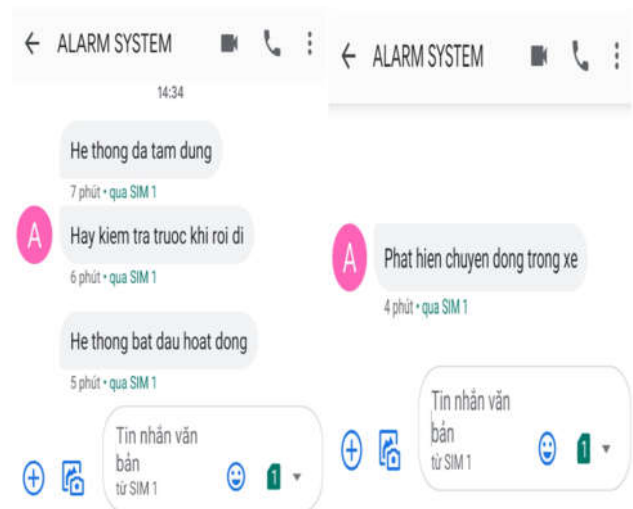 ALARM SYSTEM
14:34
He thong da tam dung
7 phút • qua SIM 1
A
Hay kiem tra truoc khi roi di
6 phút • qua SIM 1
He thong bat dau hoat dong
5 phút • qua SIM 1
Tin nhắn văn
bản
từ SIM 1
1
ALARM SYSTEM
A
Phat hien chuyen dong trong xe
4 phút • qua SIM 1
Tin nhắn văn
bản
từ SIM 1
1